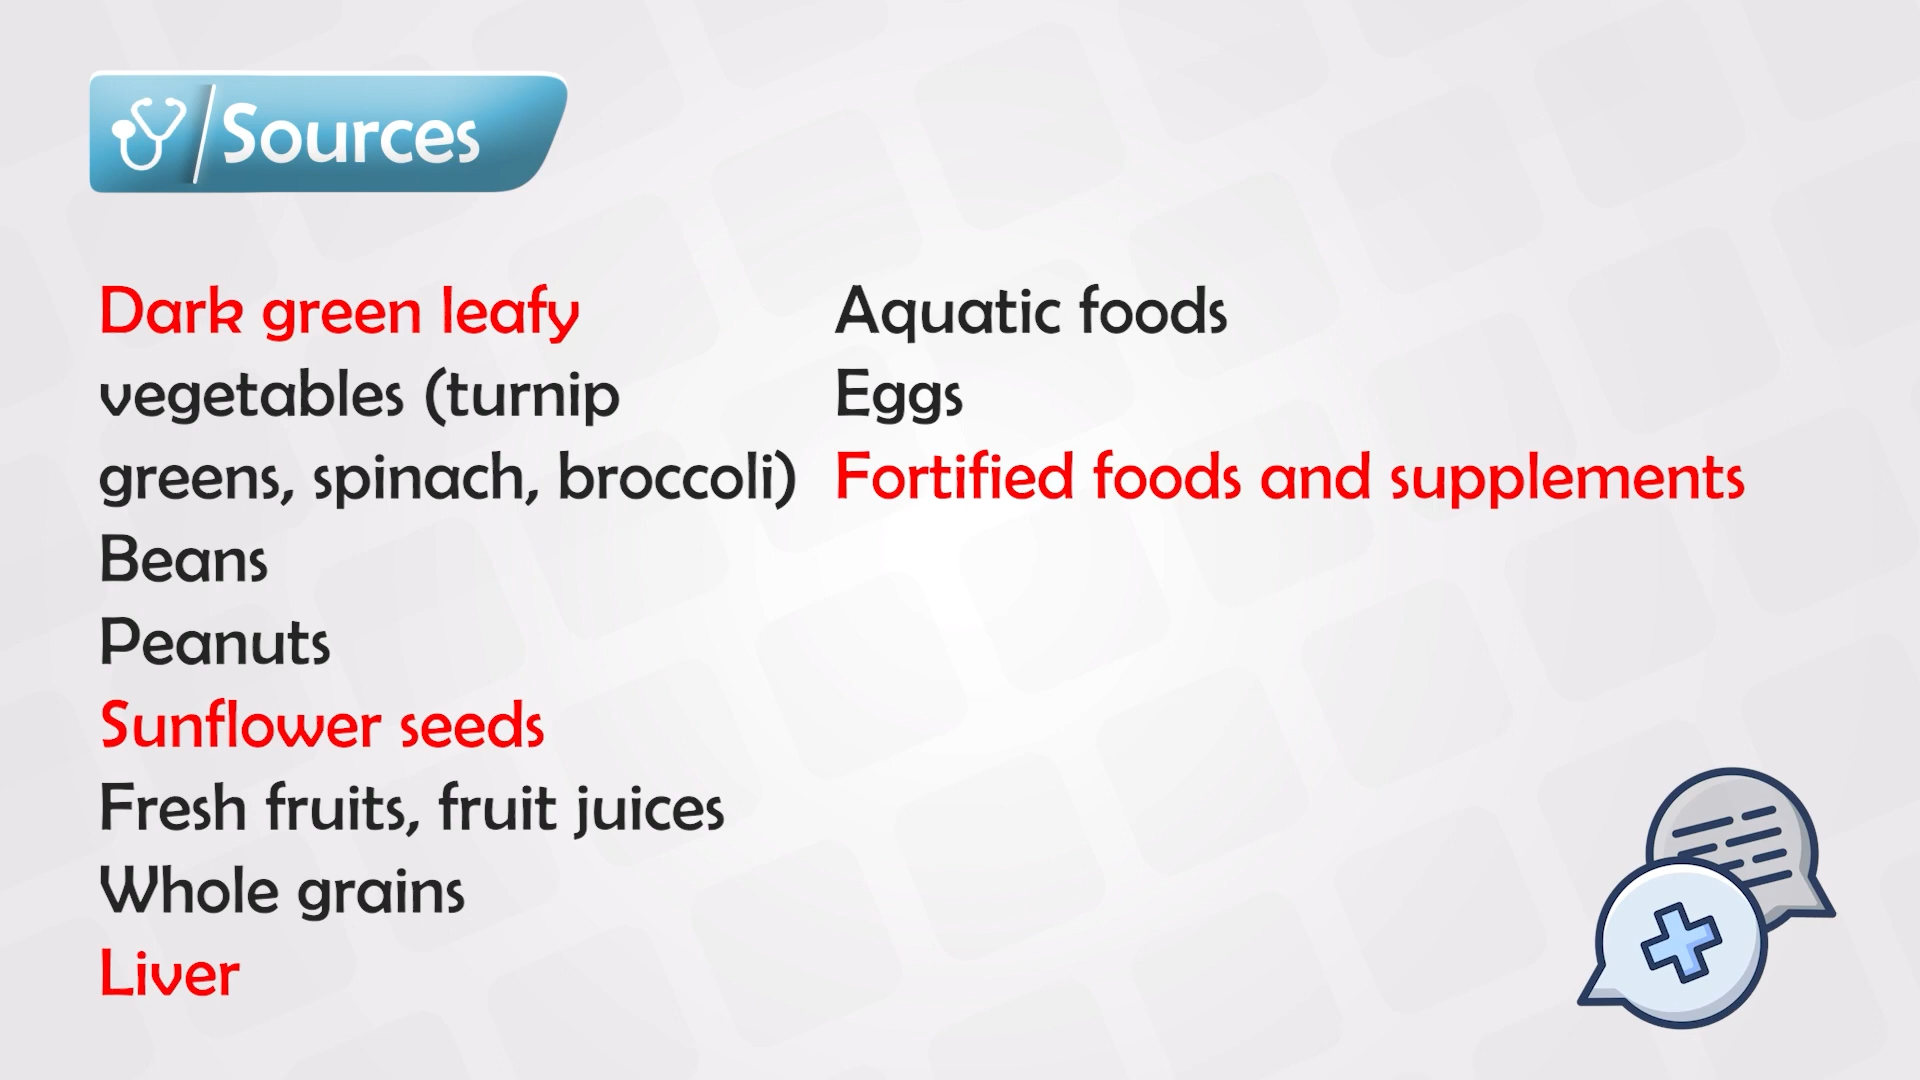 Sources
Dark green leafy
vegetables (turnip
greens, spinach, broccoli)
Beans
Peanuts
Sunflower seeds
Fresh fruits, fruit juices
Whole grains
Liver
Aquatic foods
Eggs
Fortified foods and supplements